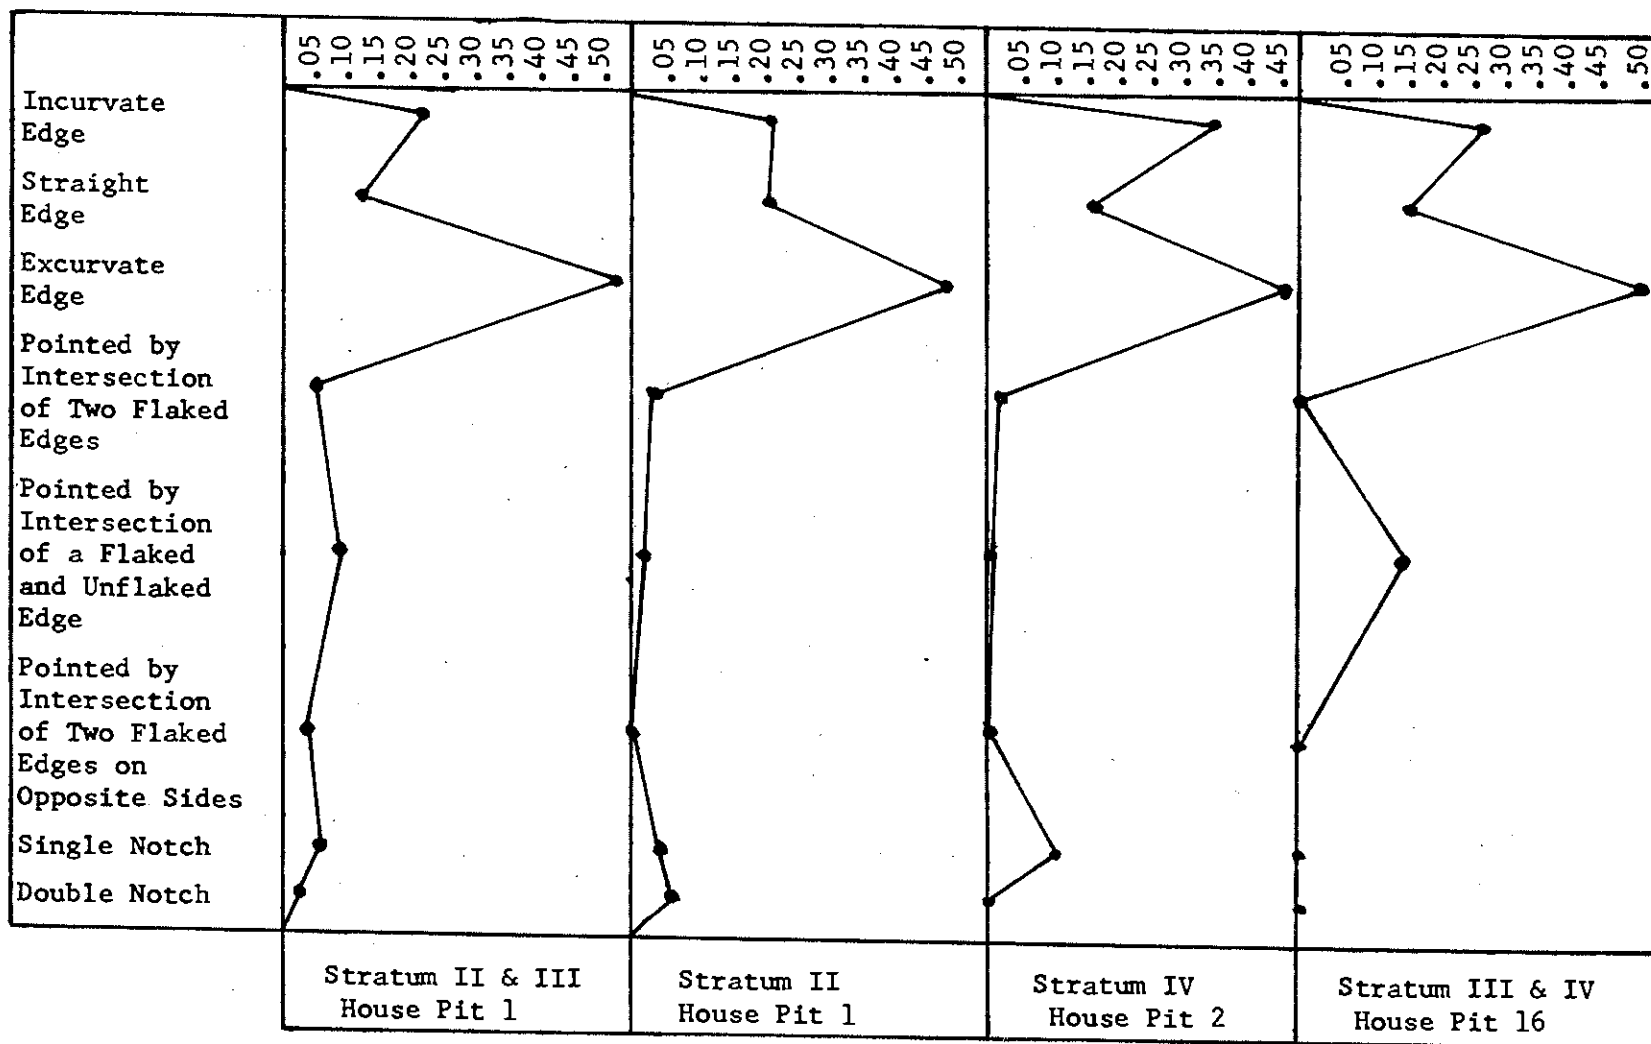 .05 .10 .15 .20 .25 .30 .35 .40 .45 .50
.05 .10 .15 .20 .25 .30 .35 .40 .45 .50
.05 .10 .15 .20 .25 .30 .35 .40 .45
.05 .10 .15 .20 .25 .30 .35 .40 .45 .50
Incurvate
Edge
Straight
Edge
Excurvate
Edge
Pointed by
Intersection
of Two Flaked
Edges
Pointed by
Intersection
of a Flaked
and Unflaked
Edge
Pointed by
Intersection
of Two Flaked
Edges on
Opposite Sides
Single Notch
Double Notch
Stratum II & III
House Pit 1
Stratum II
House Pit 1
Stratum IV
House Pit 2
Stratum III & IV
House Pit 16